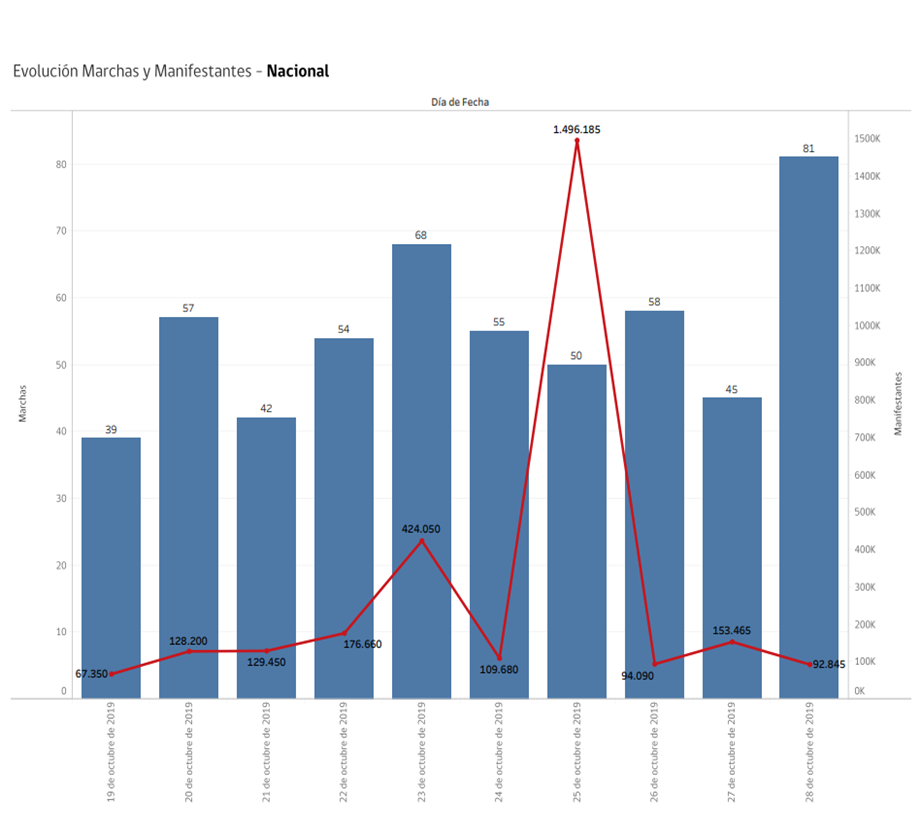 Evolución Marchas y Manifestantes - Nacional
Día de Fecha
Marchas
80
70
60
50
40
30
20
10
0
39
57
42
54
68
55
50
58
45
81
67.350
128.200
129.450
176.660
424.050
109.680
1.496.185
94.090
153.465
92.845
1500K
1400K
1300K
1200K
1100K
1000K
900K
800K
700K
600K
500K
400K
300K
200K
100K
0K
Manifestantes
19 de octubre de 2019
20 de octubre de 2019
21 de octubre de 2019
22 de octubre de 2019
23 de octubre de 2019
24 de octubre de 2019
25 de octubre de 2019
26 de octubre de 2019
27 de octubre de 2019
28 de octubre de 2019